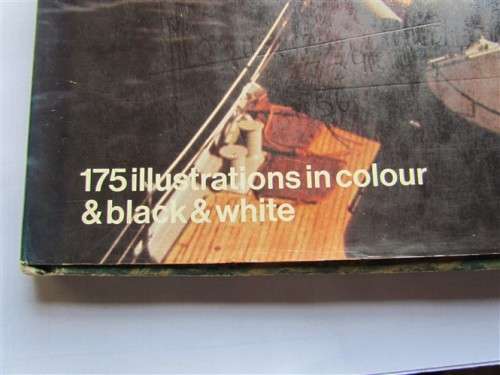 175 illustrations in colour
& black & white